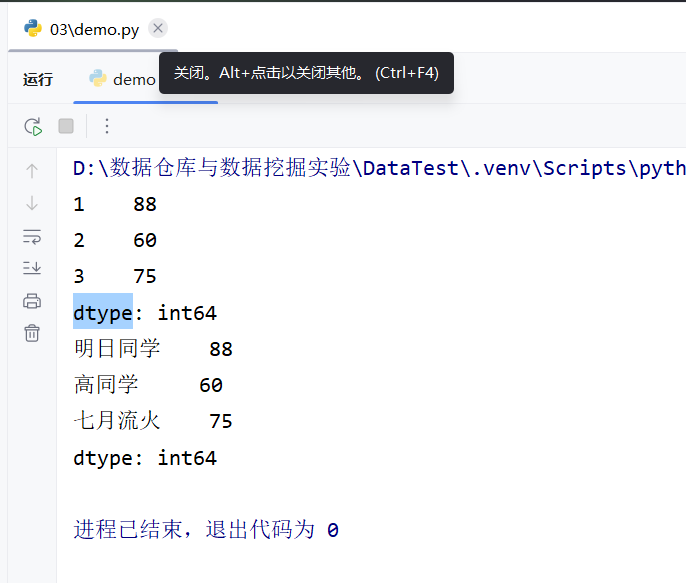 03\demo.py
运行
demo
关闭。Alt+点击以关闭其他。 (Ctrl+F4)
D:\数据仓库与数据挖掘实验\DataTest\.venv\Scripts\pyth
1    88
2    60
3    75
dtype: int64
明日同学    88
高同学     60
七月流火    75
dtype: int64
进程已结束，退出代码为 0